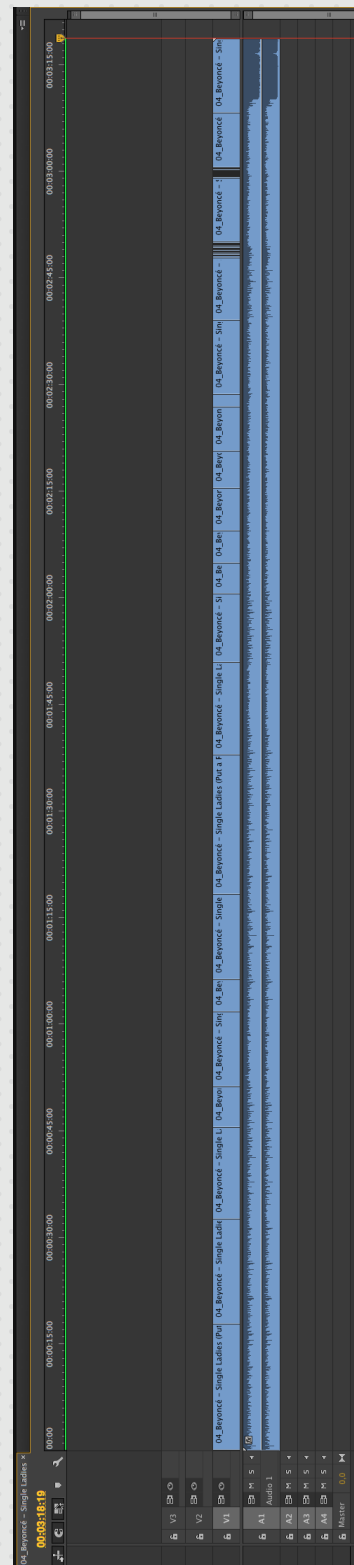 04_Beyoncé – Single Ladies ×
00:03:18:19
00:00 00:00:15:00 00:00:30:00 00:00:45:00 00:01:00:00 00:01:15:00 00:01:30:00 00:01:45:00 00:02:00:00 00:02:15:00 00:02:30:00 00:02:45:00 00:03:00:00 00:03:15:00
V3
V2
V1 04_Beyoncé – Single Ladies (Put 04_Beyoncé – Single Ladie 04_Beyoncé – Single L 04_Beyo 04_Beyoncé – Sing 04_Be 04_Beyoncé – Single 04_Beyoncé – Single Ladies (Put a F 04_Beyoncé – Single L 04_Beyoncé – Si 04_Be 04_Be 04_Beyor 04_Bey 04_Beyon 04_Beyoncé – Sin 04_Beyoncé – 04_Beyoncé – 04_Beyoncé 04_Beyoncé – Sin
A1 M S
Audio 1
A2 M S
A3 M S
A4 M S
Master 0,0